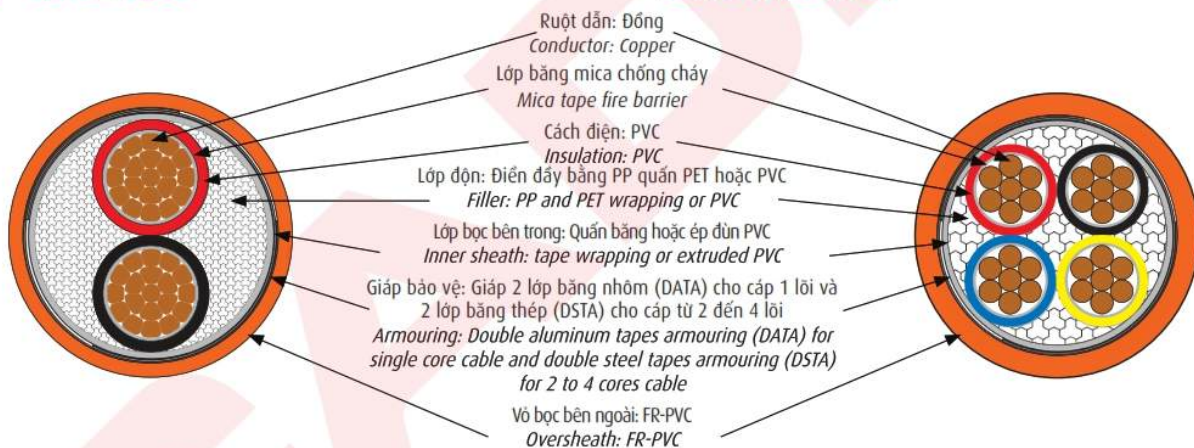 Ruột dẫn: Đồng
Conductor: Copper
Lớp băng mica chống cháy
Mica tape fire barrier
Cách điện: PVC
Insulation: PVC
Lớp độn: Điền đầy bằng PP quấn PET hoặc PVC
Filler: PP and PET wrapping or PVC
Lớp bọc bên trong: Quấn băng hoặc ép đùn PVC
Inner sheath: tape wrapping or extruded PVC
Giáp bảo vệ: Giáp 2 lớp băng nhôm (DATA) cho cáp 1 lõi và
2 lớp băng thép (DSTA) cho cáp từ 2 đến 4 lõi
Armouring: Double aluminum tapes armouring (DATA) for
single core cable and double steel tapes armouring (DSTA)
for 2 to 4 cores cable
Vỏ bọc bên ngoài: FR-PVC
Oversheath: FR-PVC